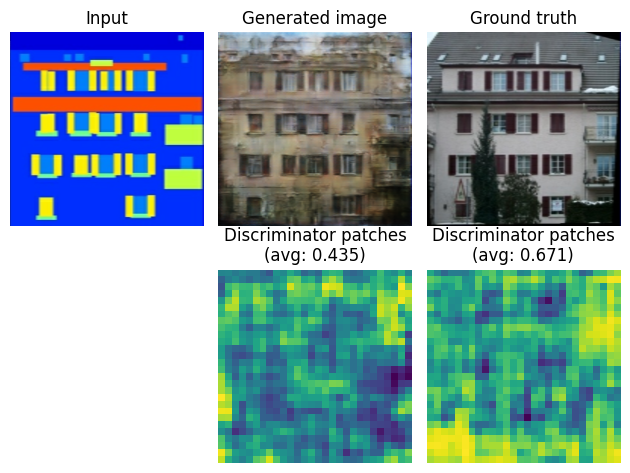 Input
Generated image
Ground truth
Discriminator patches
(avg: 0.435)
Discriminator patches
(avg: 0.671)